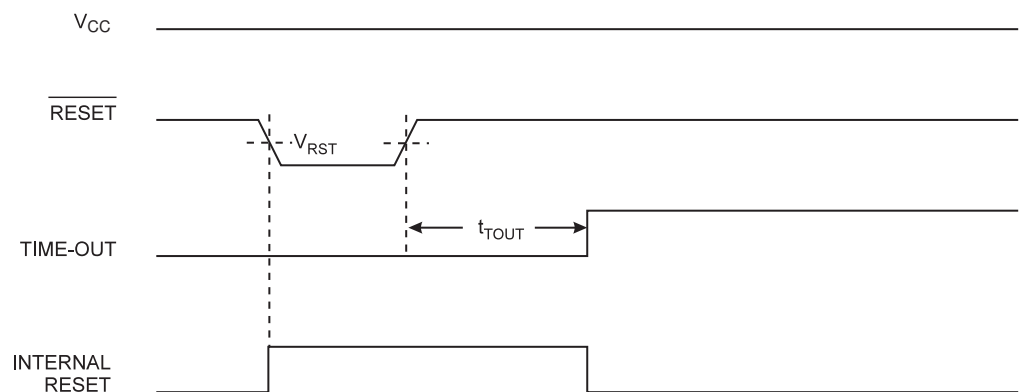 VCC
RESET
VRST
tTOUT
TIME-OUT
INTERNAL
RESET